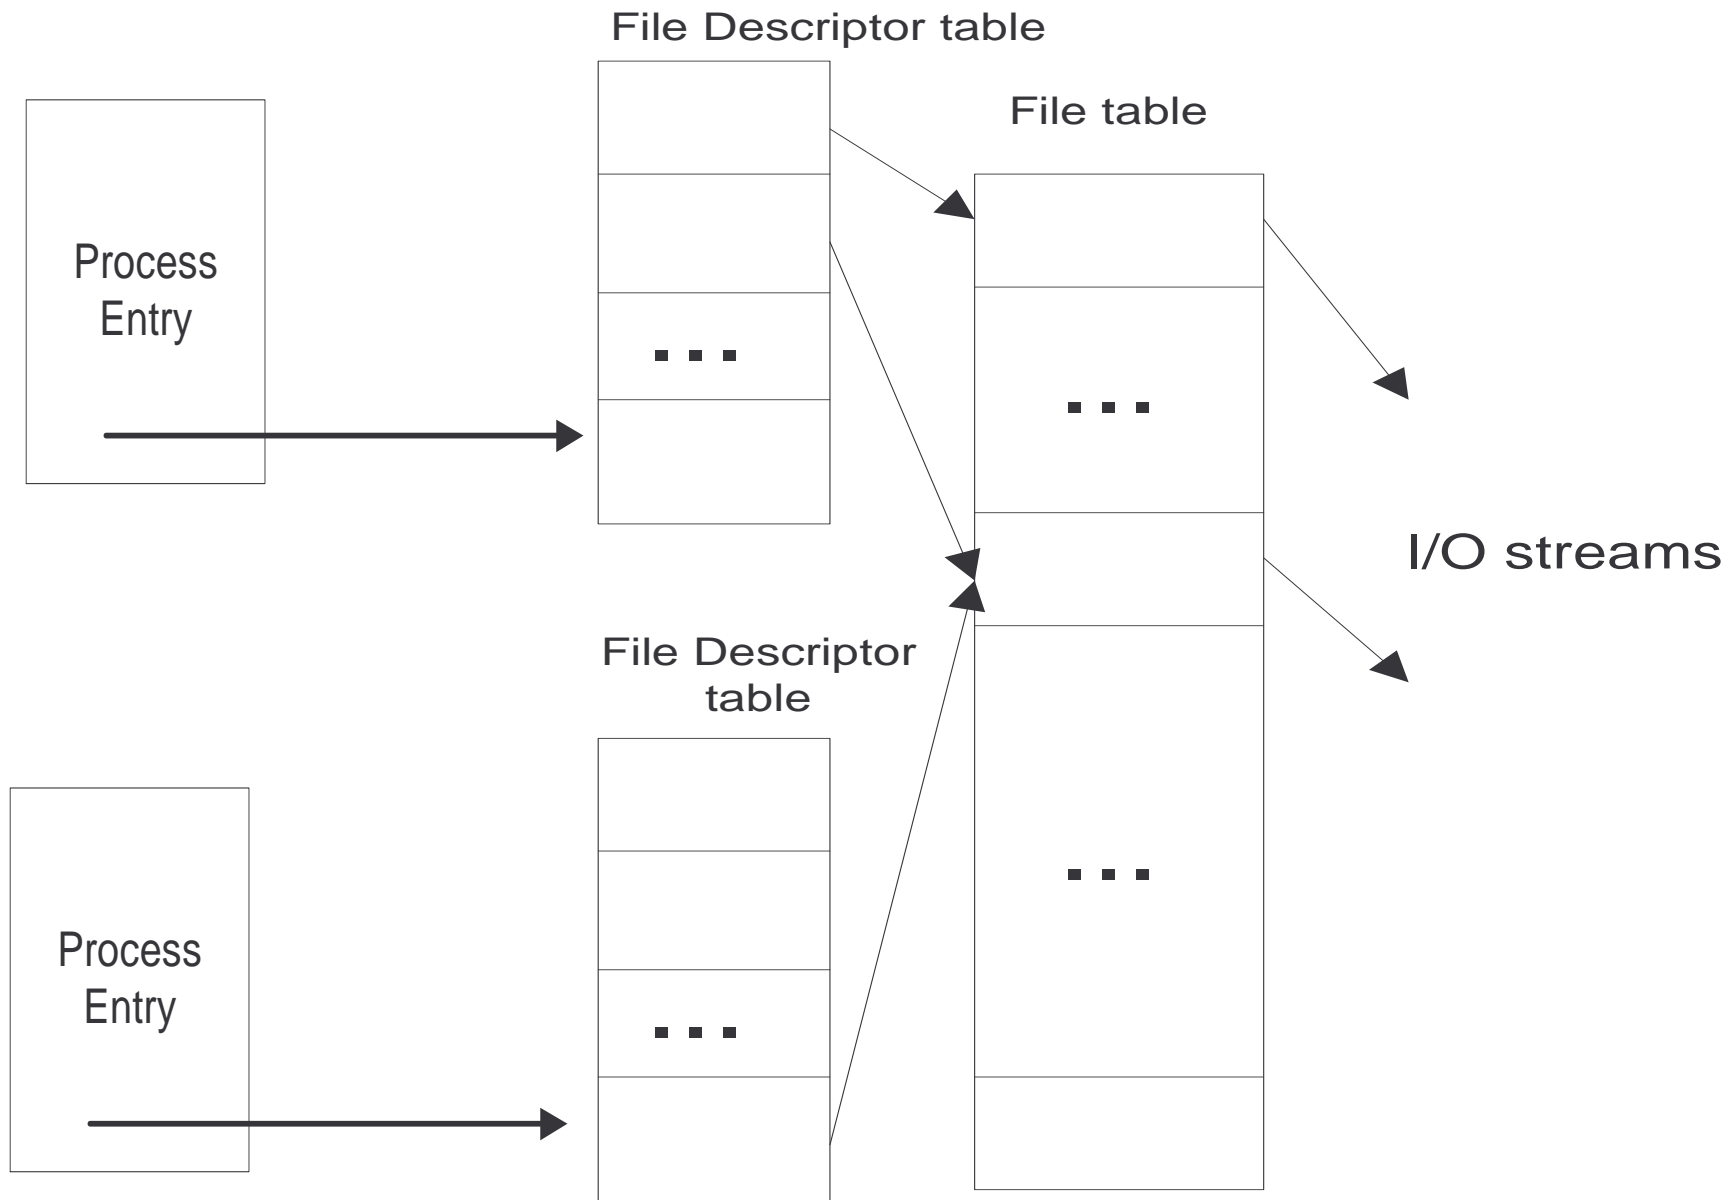 File Descriptor table
File table
Process
Entry
...
...
I/O streams
File Descriptor
table
...
Process
Entry
...